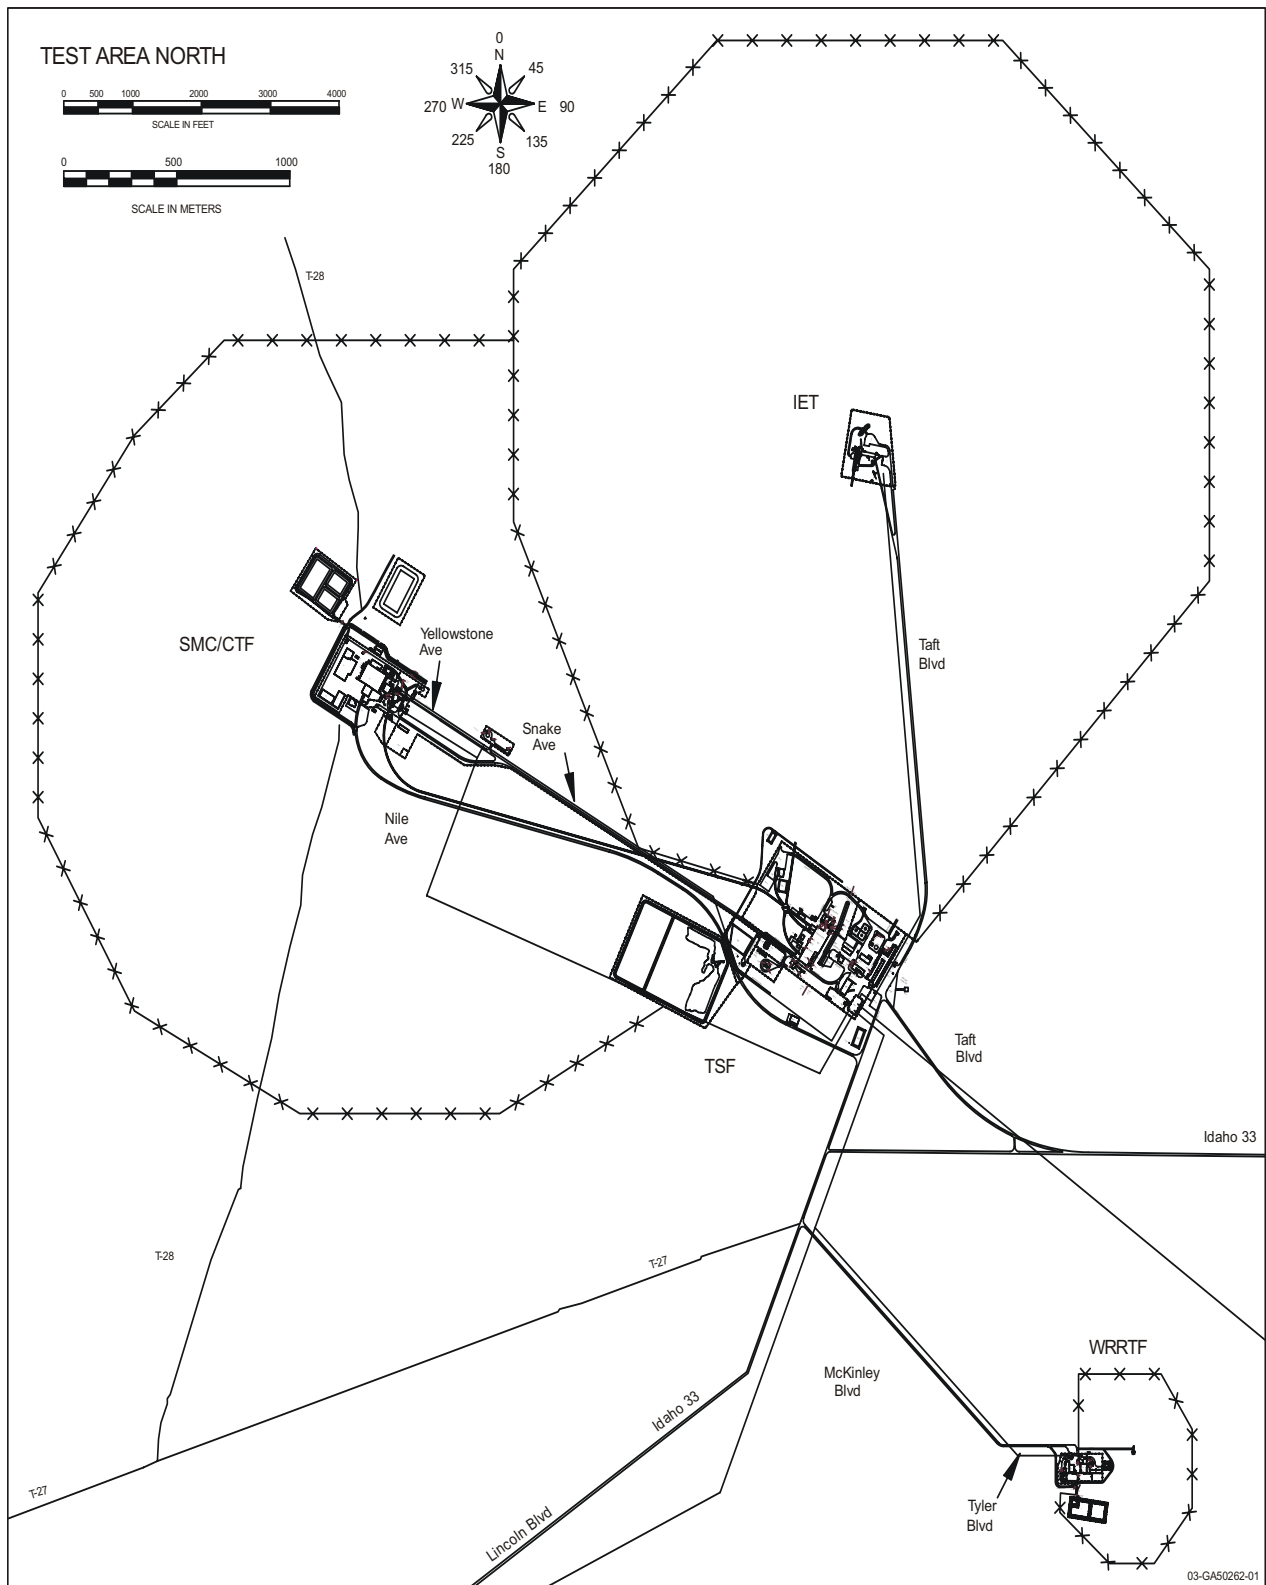 TEST AREA NORTH
0 500 1000 2000 3000 4000
SCALE IN FEET
0 500 1000
SCALE IN METERS
0
N
315 45
270 W E 90
225 135
S
180
T-28
IET
SMC/CTF
Yellowstone
Ave
Taft
Blvd
Snake
Ave
Nile
Ave
TSF
Taft
Blvd
Idaho 33
T-28
T-27
WRRTF
McKinley
Blvd
Idaho 33
T-27
Tyler
Blvd
Lincoln Blvd
03-GA50262-01